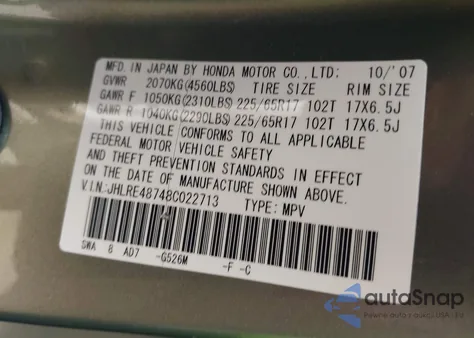 MFD. IN JAPAN BY HONDA MOTOR CO., LTD: 10/'07
GVWR 2070KG(4560LBS) TIRE SIZE RIM SIZE
GAWR F 1050KG(2310LBS) 225/65R17 102T 17X6.5J
GAWR R 1040KG(2290LBS) 225/65R17 102T 17X6.5J
THIS VEHICLE CONFORMS TO ALL APPLICABLE
FEDERAL MOTOR VEHICLE SAFETY
AND THEFT PREVENTION STANDARDS IN EFFECT
ON THE DATE OF MANUFACTURE SHOWN ABOVE.
V.I.N.:JHLRE48748C022713 TYPE: MPV
SWA 8 AD7 -G526M -F -C
autaSnap